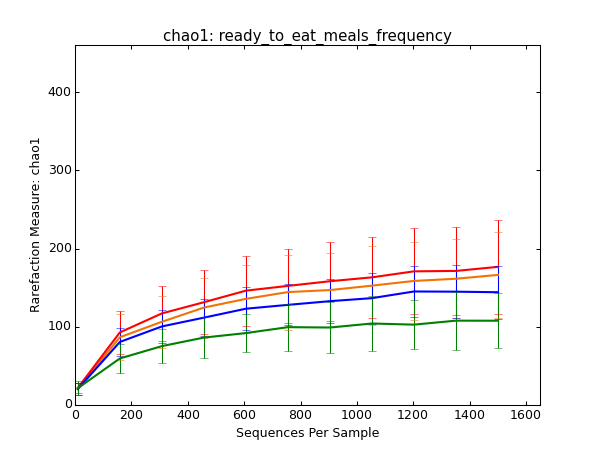 chao1: ready_to_eat_meals_frequency
Rarefaction Measure: chao1
400
300
200
100
0
0 200 400 600 800 1000 1200 1400 1600
Sequences Per Sample